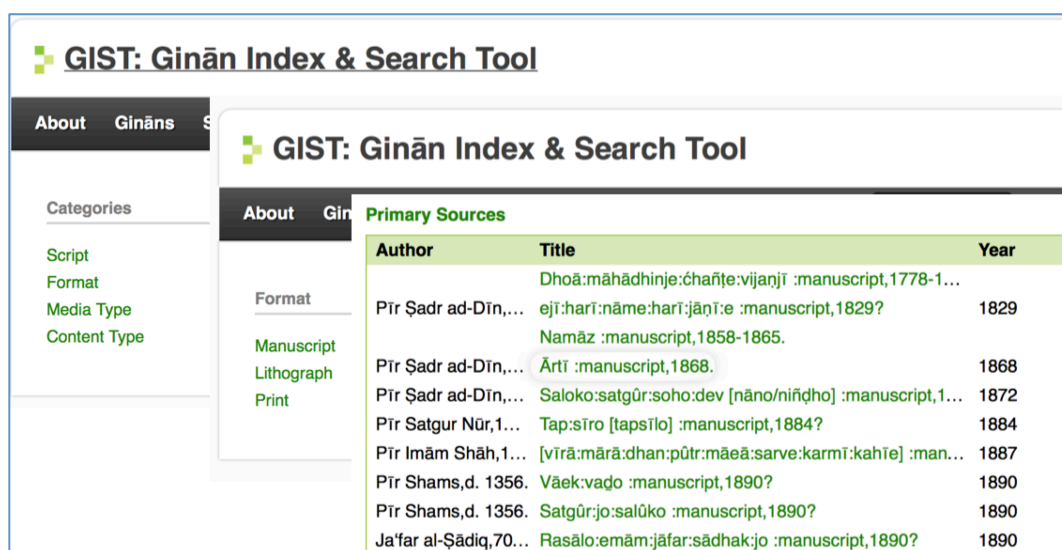 GIST: Ginān Index & Search Tool
About Gināns S
Categories
Script
Format
Media Type
Content Type
GIST: Ginān Index & Search Tool
About Gin
Format
Manuscript
Lithograph
Print
Primary Sources
Author Title Year
Dhoā:māhādhinje:ćhañṭe:vijaṇjī :manuscript,1778-1...
Pīr Ṣadr ad-Dīn,... ejī:harī:nāme:harī:jāṇī:e :manuscript,1829? 1829
Namāz :manuscript,1858-1865.
Pīr Ṣadr ad-Dīn,... Ārtī :manuscript,1868. 1868
Pīr Ṣadr ad-Dīn,... Saloko:satgûr:soho:dev [nāno/niñḍho] :manuscript,1... 1872
Pīr Satgur Nūr,1... Tap:sīro [tapsīlo] :manuscript,1884? 1884
Pīr Imām Shāh,1... [vīrā:mārā:dhan:pûtr:māeā:sarve:karmī:kahīe] :man... 1887
Pīr Shams,d. 1356. Vāek:vaḍo :manuscript,1890? 1890
Pīr Shams,d. 1356. Satgûr:jo:salûko :manuscript,1890? 1890
Ja'far al-Ṣādiq,70... Rasālo:emām:jāfar:sādhak:jo :manuscript,1890? 1890